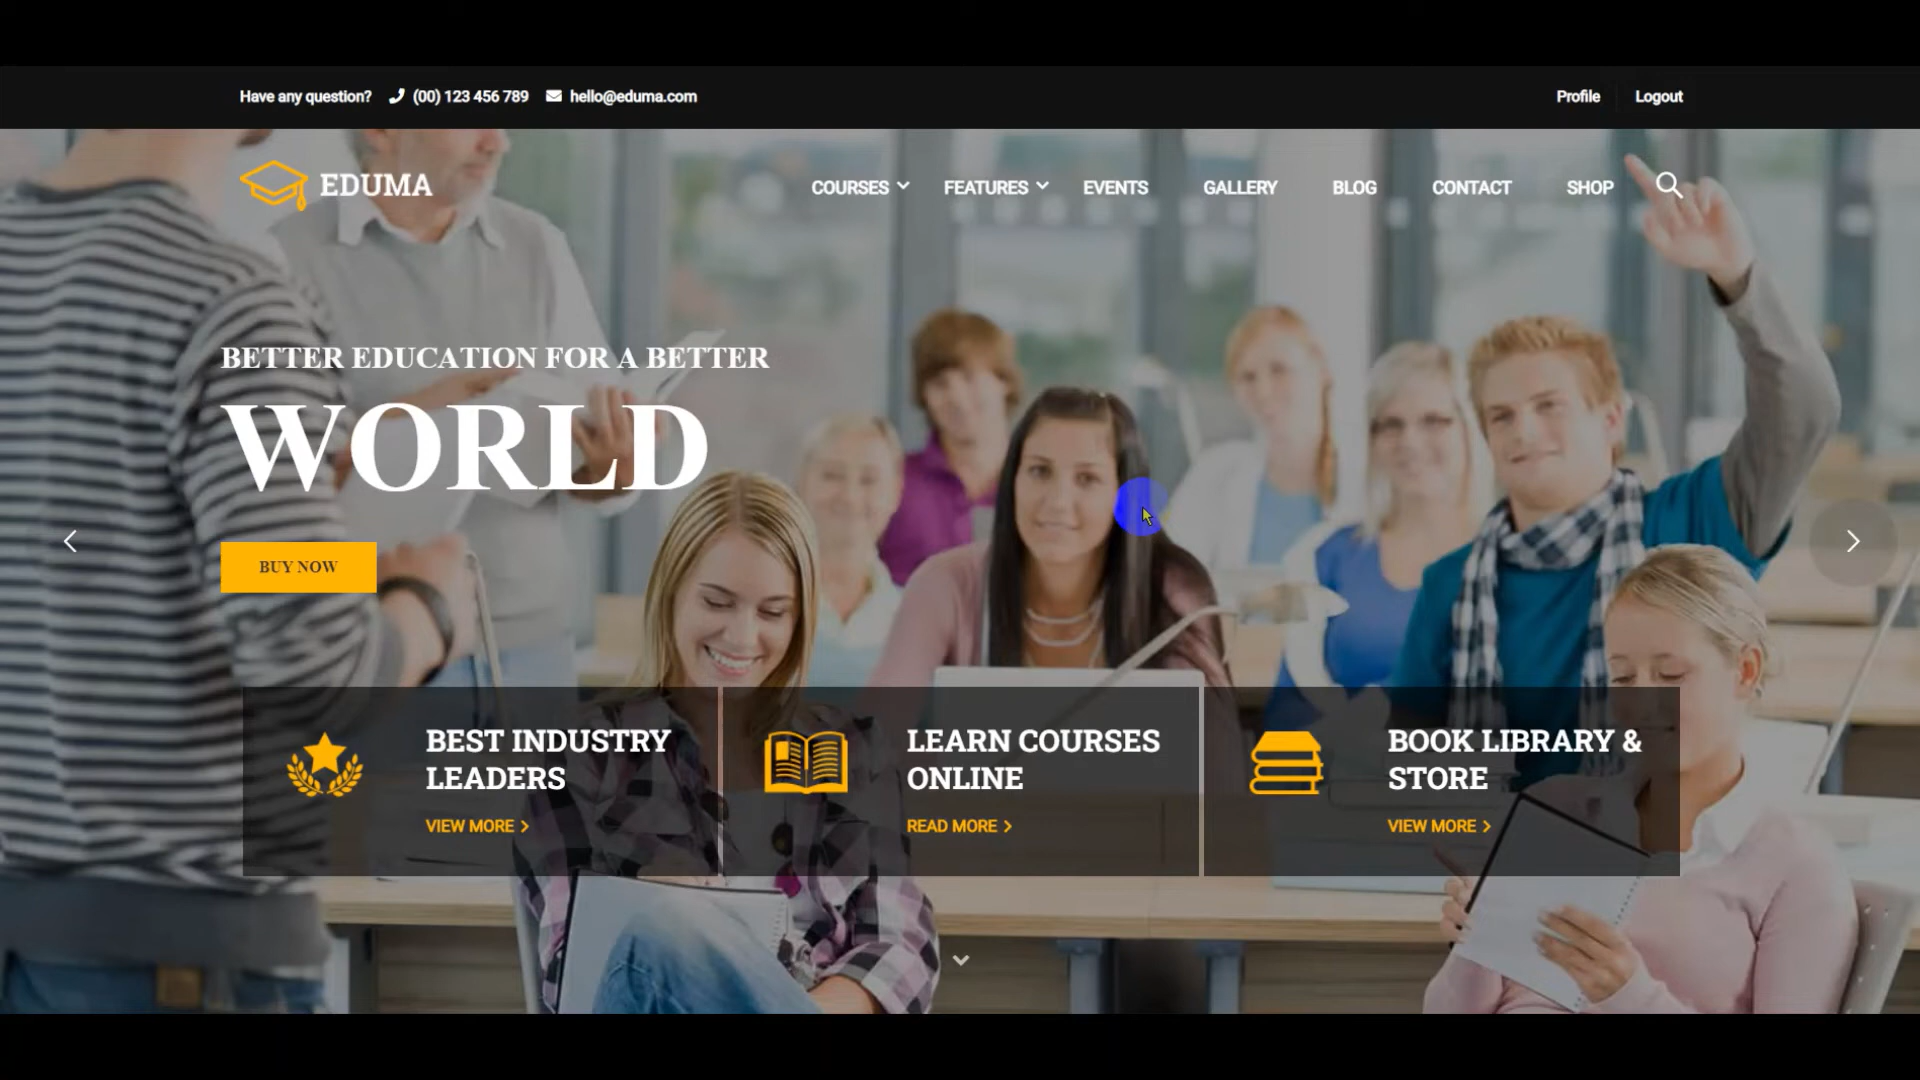 Have any question? (00) 123 456 789 hello@eduma.com Profile Logout
EDUMA COURSES FEATURES EVENTS GALLERY BLOG CONTACT SHOP
BETTER EDUCATION FOR A BETTER
WORLD
BUY NOW
BEST INDUSTRY
LEADERS
VIEW MORE
LEARN COURSES
ONLINE
READ MORE
BOOK LIBRARY &
STORE
VIEW MORE